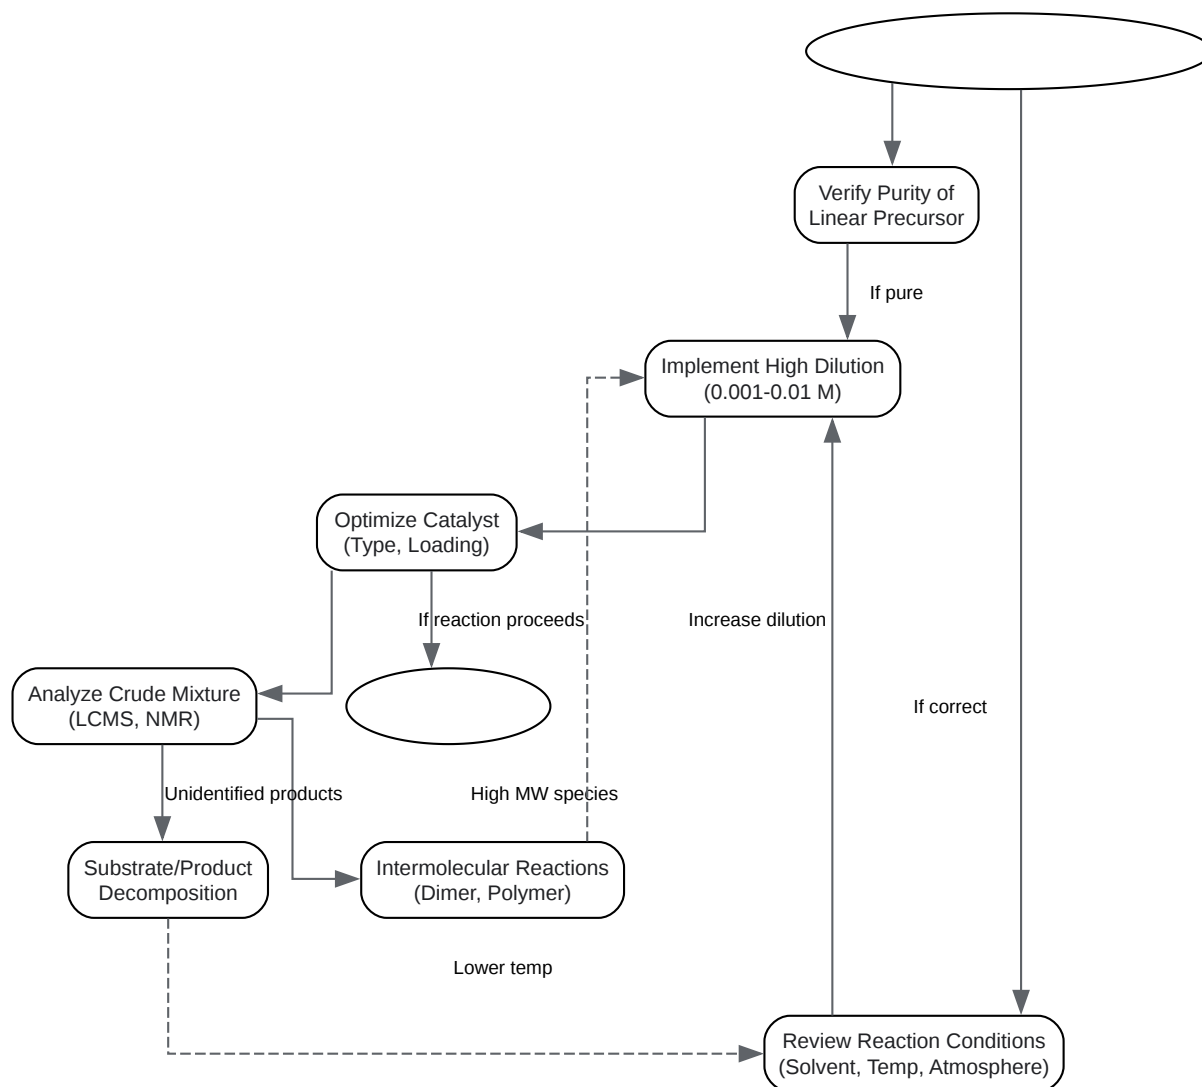 Verify Purity of
Linear Precursor
If pure
Implement High Dilution
(0.001-0.01 M)
Optimize Catalyst
(Type, Loading)
If reaction proceeds
Increase dilution
Analyze Crude Mixture
(LCMS, NMR)
If correct
Unidentified products
High MW species
Substrate/Product
Decomposition
Intermolecular Reactions
(Dimer, Polymer)
Lower temp
Review Reaction Conditions
(Solvent, Temp, Atmosphere)